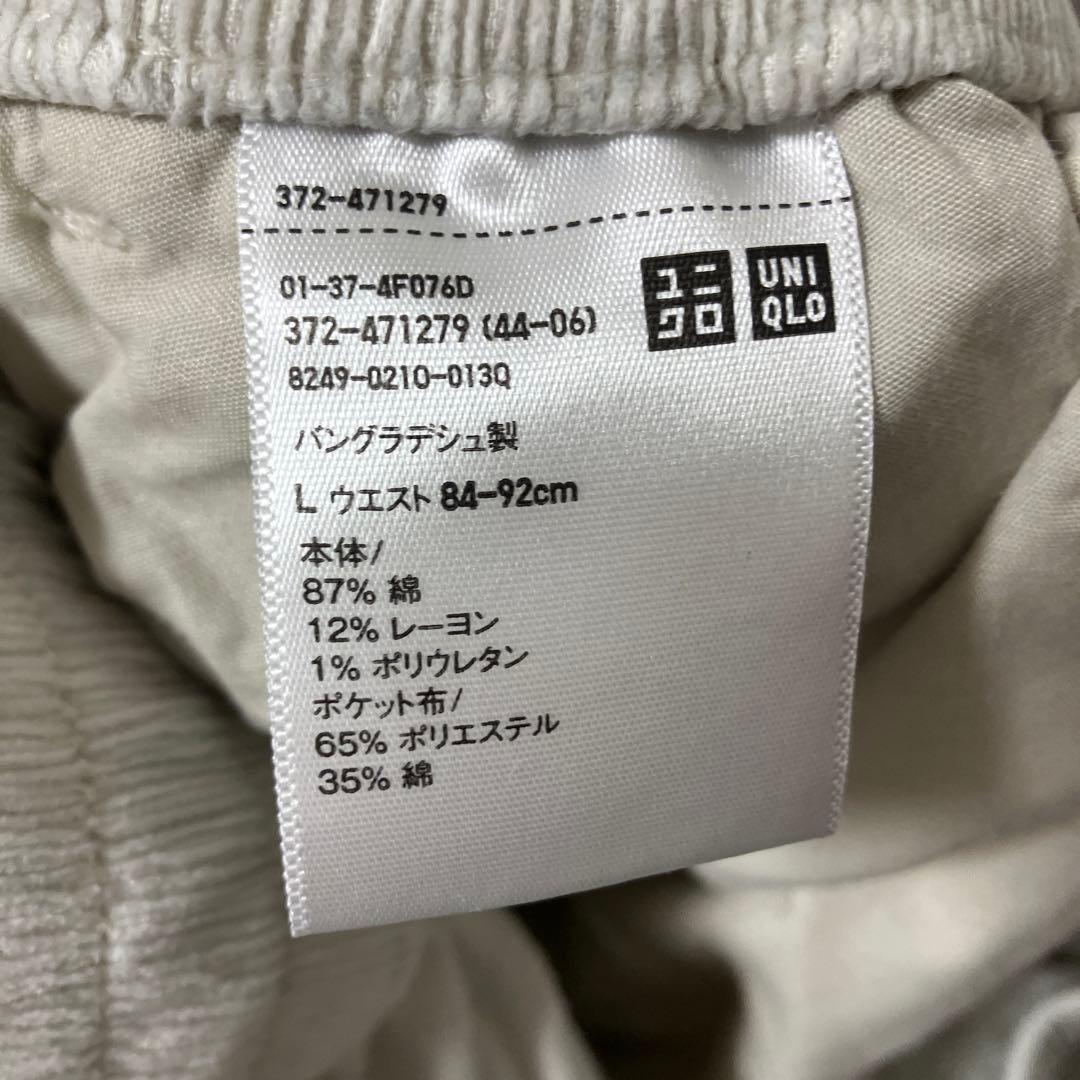 372-471279
01-37-4F076D
372-471279 (44-06)
8249-0210-013Q
ユニ
クロ
UNI
QLO
バングラデシュ製
L ウエスト 84-92cm
本体/
87% 綿
12% レーヨン
1% ポリウレタン
ポケット布/
65% ポリエステル
35% 綿